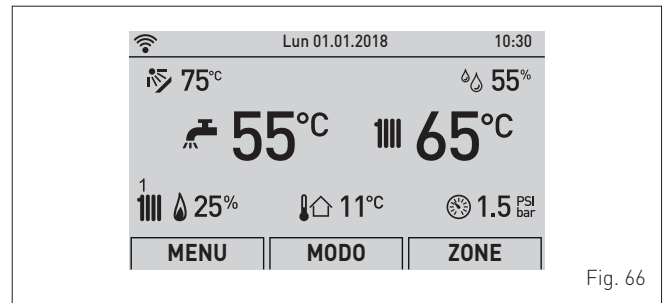 Lun 01.01.2018 10:30
75°C 55%
55°C 65°C
1
25% 11°C 1.5 PSI bar
MENU MODO ZONE
Fig. 66